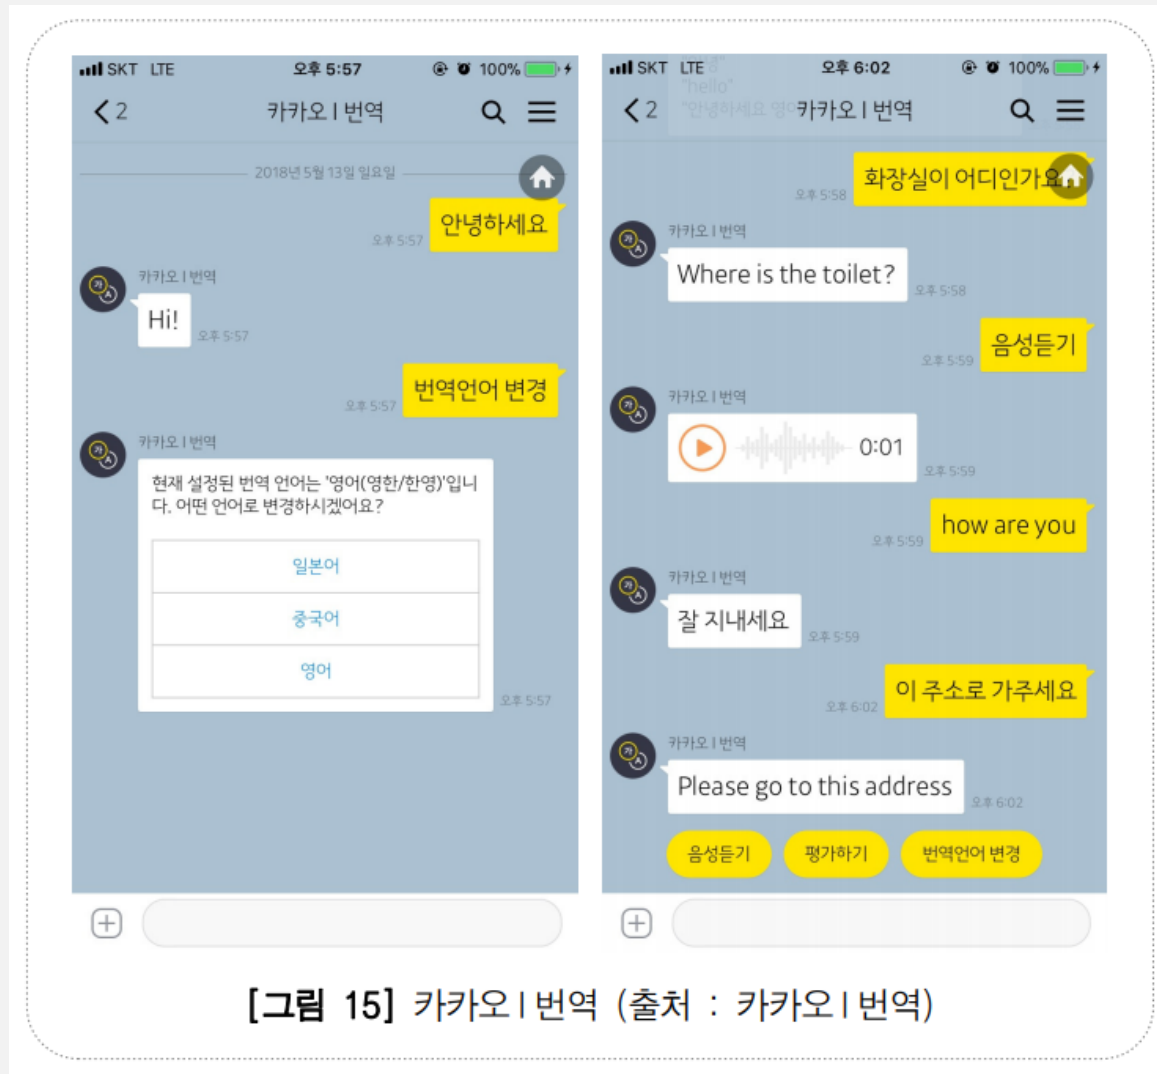 SKT LTE
오후 5:57
100%
2
카카오 I 번역
2018년 5월 13일 일요일
안녕하세요
오후 5:57
카카오 I 번역
Hi!
오후 5:57
번역언어 변경
오후 5:57
카카오 I 번역
현재 설정된 번역 언어는 '영어(영한/한영)'입니
다. 어떤 언어로 변경하시겠어요?
일본어
중국어
영어
오후 5:57
SKT LTE
오후 6:02
100%
"hello"
2
"안녕하세요 영어
카카오 I 번역
화장실이 어디인가요
오후 5:58
카카오 I 번역
Where is the toilet?
오후 5:58
음성듣기
오후 5:59
카카오 I 번역
0:01
오후 5:59
how are you
오후 5:59
카카오 I 번역
잘 지내세요
오후 5:59
이 주소로 가주세요
오후 6:02
카카오 I 번역
Please go to this address
오후 6:02
음성듣기
평가하기
번역언어 변경
[그림 15] 카카오 I 번역 (출처 : 카카오 I 번역)